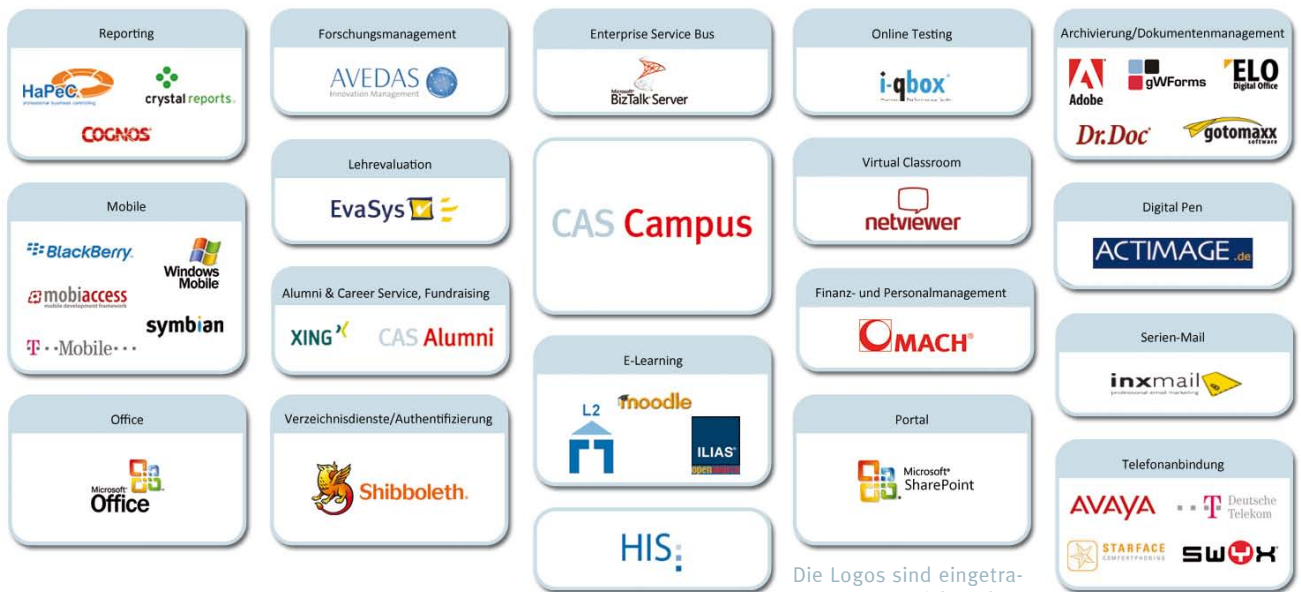 Reporting
HaPeC.
professional business controlling
crystal reports.
COGNOS
Mobile
BlackBerry.
Windows
Mobile
mobiaccess
mobile development framework
symbian
T··Mobile···
Office
Microsoft
Office
Forschungsmanagement
AVEDAS
Innovation Management
Lehrevaluation
EvaSys
Alumni & Career Service, Fundraising
XING
CAS Alumni
Verzeichnisdienste/Authentifizierung
Shibboleth.
Enterprise Service Bus
Microsoft
BizTalk Server
CAS Campus
E-Learning
moodle
L2
ILIAS
HIS:
Online Testing
i-qbox
Virtual Classroom
netviewer
Finanz- und Personalmanagement
MACH®
Portal
Microsoft®
SharePoint
Die Logos sind eingetra-
Archivierung/Dokumentenmanagement
Adobe
gWForms
ELO
Digital Office
Dr.Doc
gotomaxx
software
Digital Pen
ACTIMAGE.de
Serien-Mail
inxmail
professional email marketing
Telefonanbindung
AVAYA
T Deutsche
Telekom
STARFACE
COMFORTPHONING
SWYX